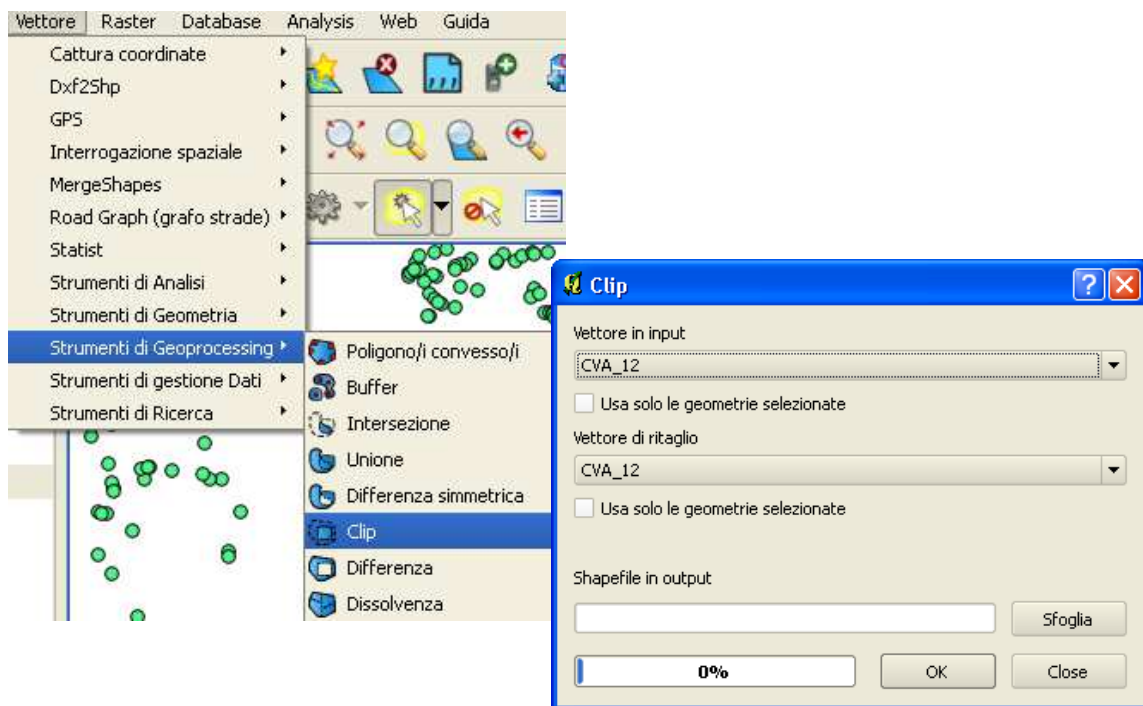 Vettore Raster Database Analysis Web Guida
Cattura coordinate
Dxf2Shp
GPS
Interrogazione spaziale
MergeShapes
Road Graph (grafo strade)
Statist
Strumenti di Analisi
Strumenti di Geometria
Strumenti di Geoprocessing
Strumenti di gestione Dati
Strumenti di Ricerca
Poligono/i convesso/i
Buffer
Intersezione
Unione
Differenza simmetrica
Clip
Differenza
Dissolvenza
Clip
Vettore in input
CVA_12
Usa solo le geometrie selezionate
Vettore di ritaglio
CVA_12
Usa solo le geometrie selezionate
Shapefile in output
Sfoglia
0% OK Close